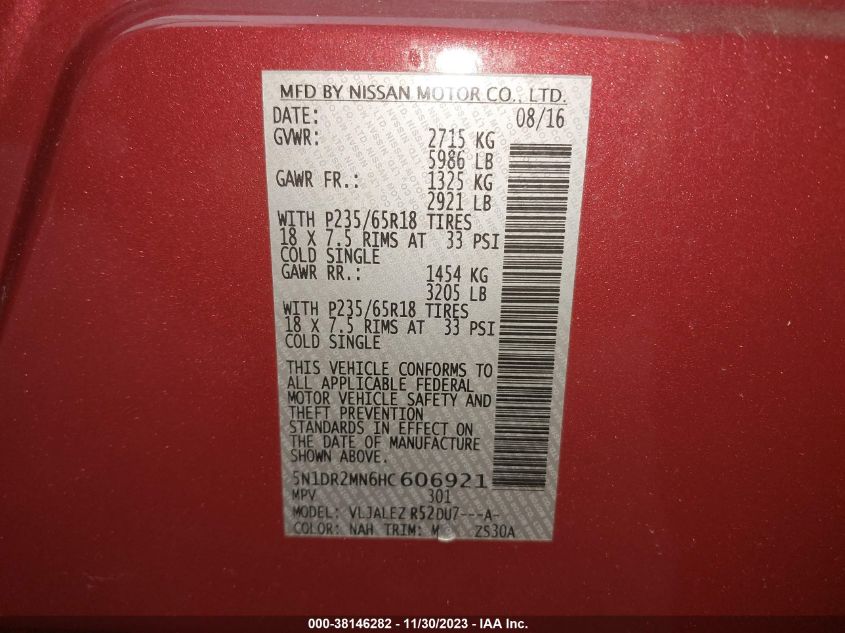 MFD BY NISSAN MOTOR CO., LTD.
DATE: 08/16
GVWR: 2715 KG
5986 LB
GAWR FR.: 1325 KG
2921 LB
WITH P235/65R18 TIRES
18 X 7.5 RIMS AT 33 PSI
COLD SINGLE
GAWR RR.: 1454 KG
3205 LB
WITH P235/65R18 TIRES
18 X 7.5 RIMS AT 33 PSI
COLD SINGLE
THIS VEHICLE CONFORMS TO
ALL APPLICABLE FEDERAL
MOTOR VEHICLE SAFETY AND
THEFT PREVENTION
STANDARDS IN EFFECT ON
THE DATE OF MANUFACTURE
SHOWN ABOVE.
5N1DR2MN6HC606921
MPV 301
MODEL: VLJALEZ R52DU7---A-
COLOR: NAH TRIM: M ZS30A
000-38146282 - 11/30/2023 - IAA Inc.